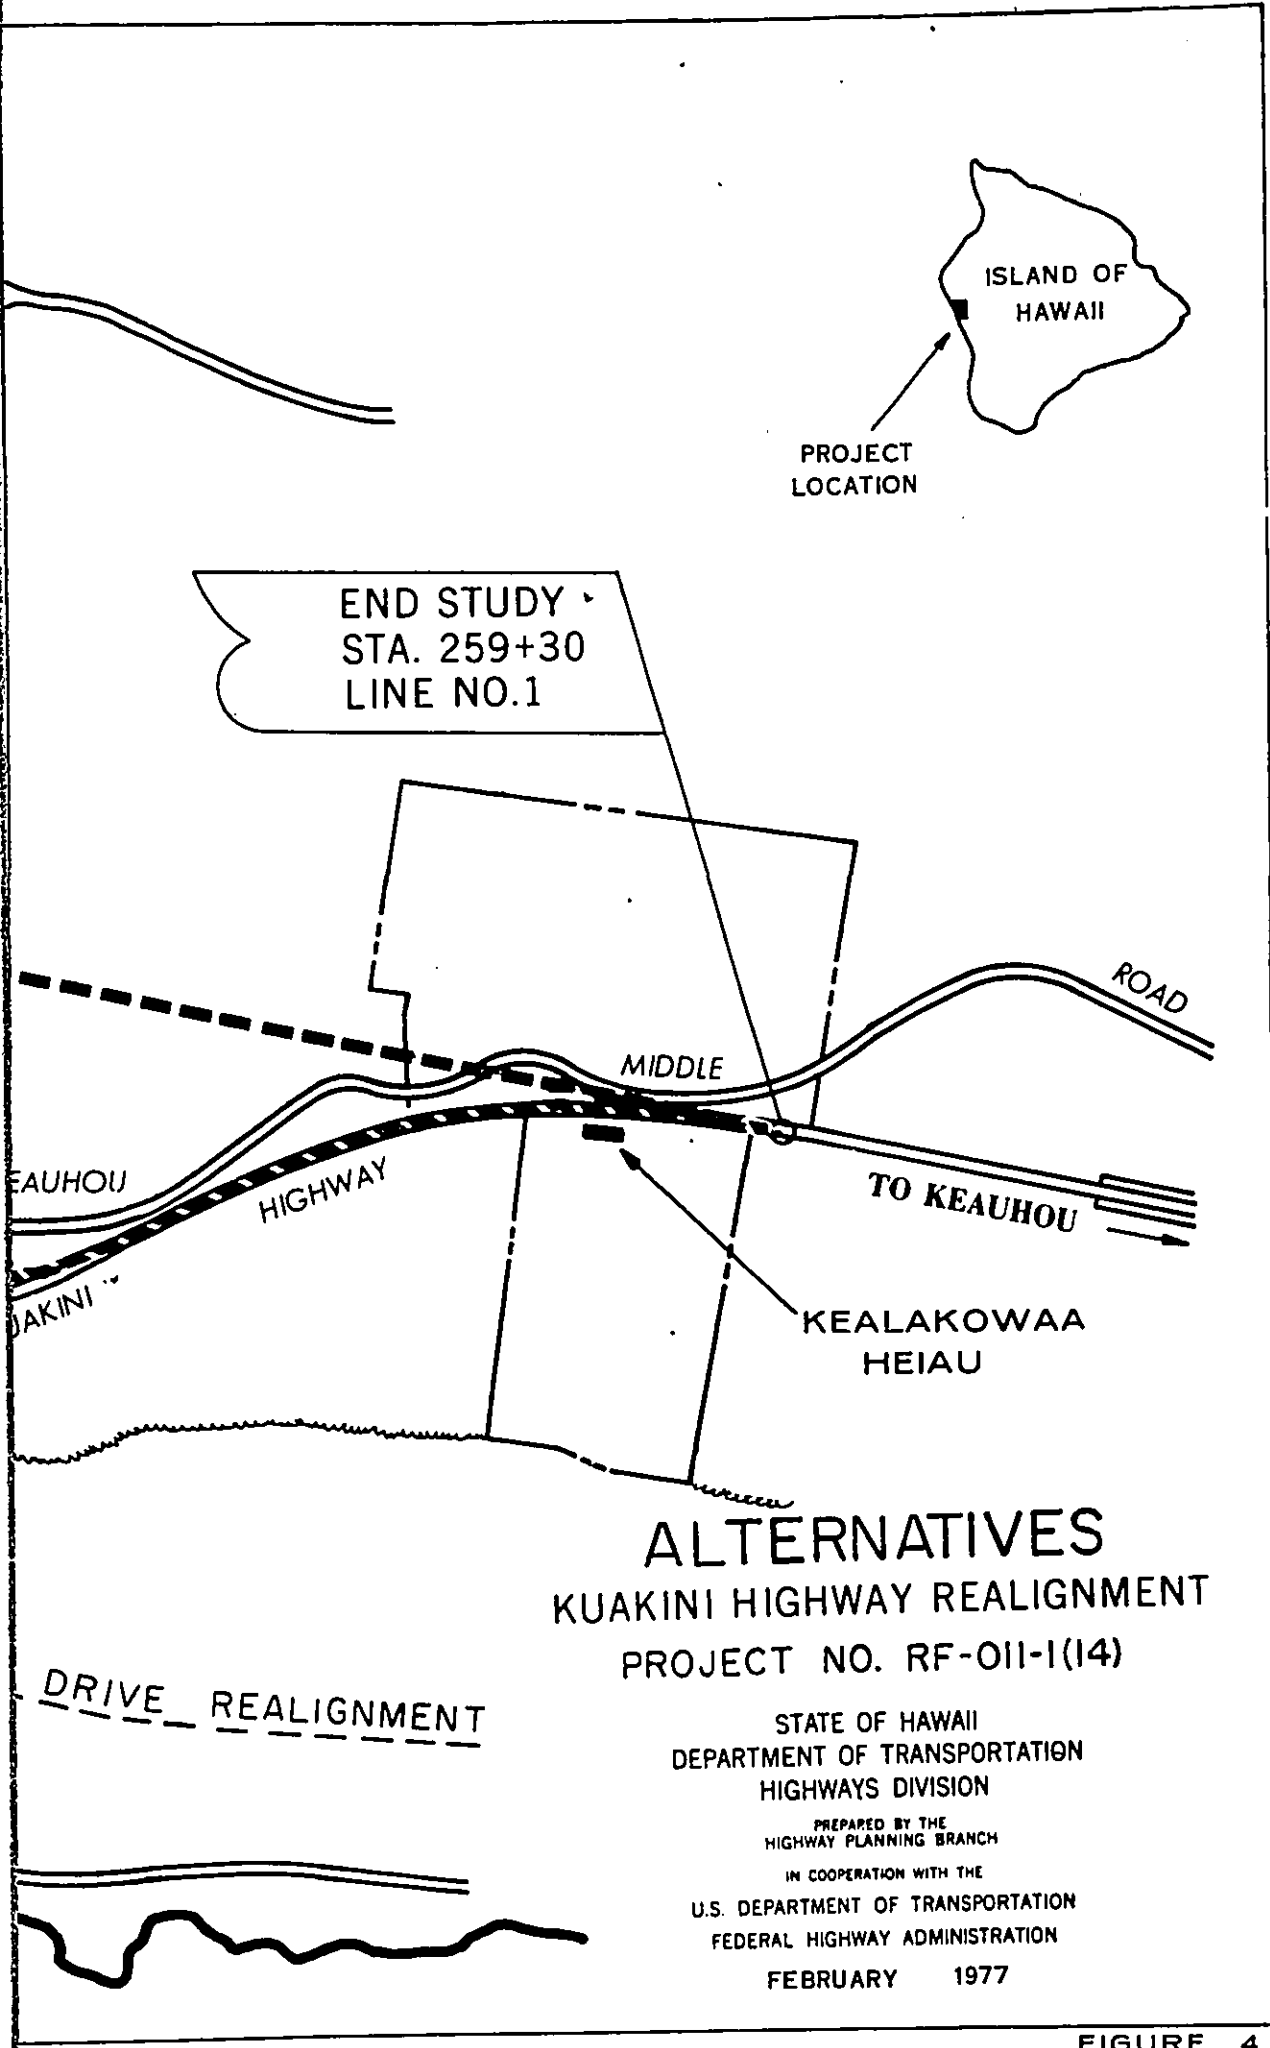 ISLAND OF
HAWAII
PROJECT
LOCATION
END STUDY
STA. 259+30
LINE NO.1
ROAD
MIDDLE
EAUHOU
HIGHWAY
TO KEAUHOU
UAKINI
KEALAKOWAA
HEIAU
ALTERNATIVES
KUAKINI HIGHWAY REALIGNMENT
PROJECT NO. RF-011-1(14)
DRIVE REALIGNMENT
STATE OF HAWAII
DEPARTMENT OF TRANSPORTATION
HIGHWAYS DIVISION
PREPARED BY THE
HIGHWAY PLANNING BRANCH
IN COOPERATION WITH THE
U.S. DEPARTMENT OF TRANSPORTATION
FEDERAL HIGHWAY ADMINISTRATION
FEBRUARY 1977
FIGURE 4